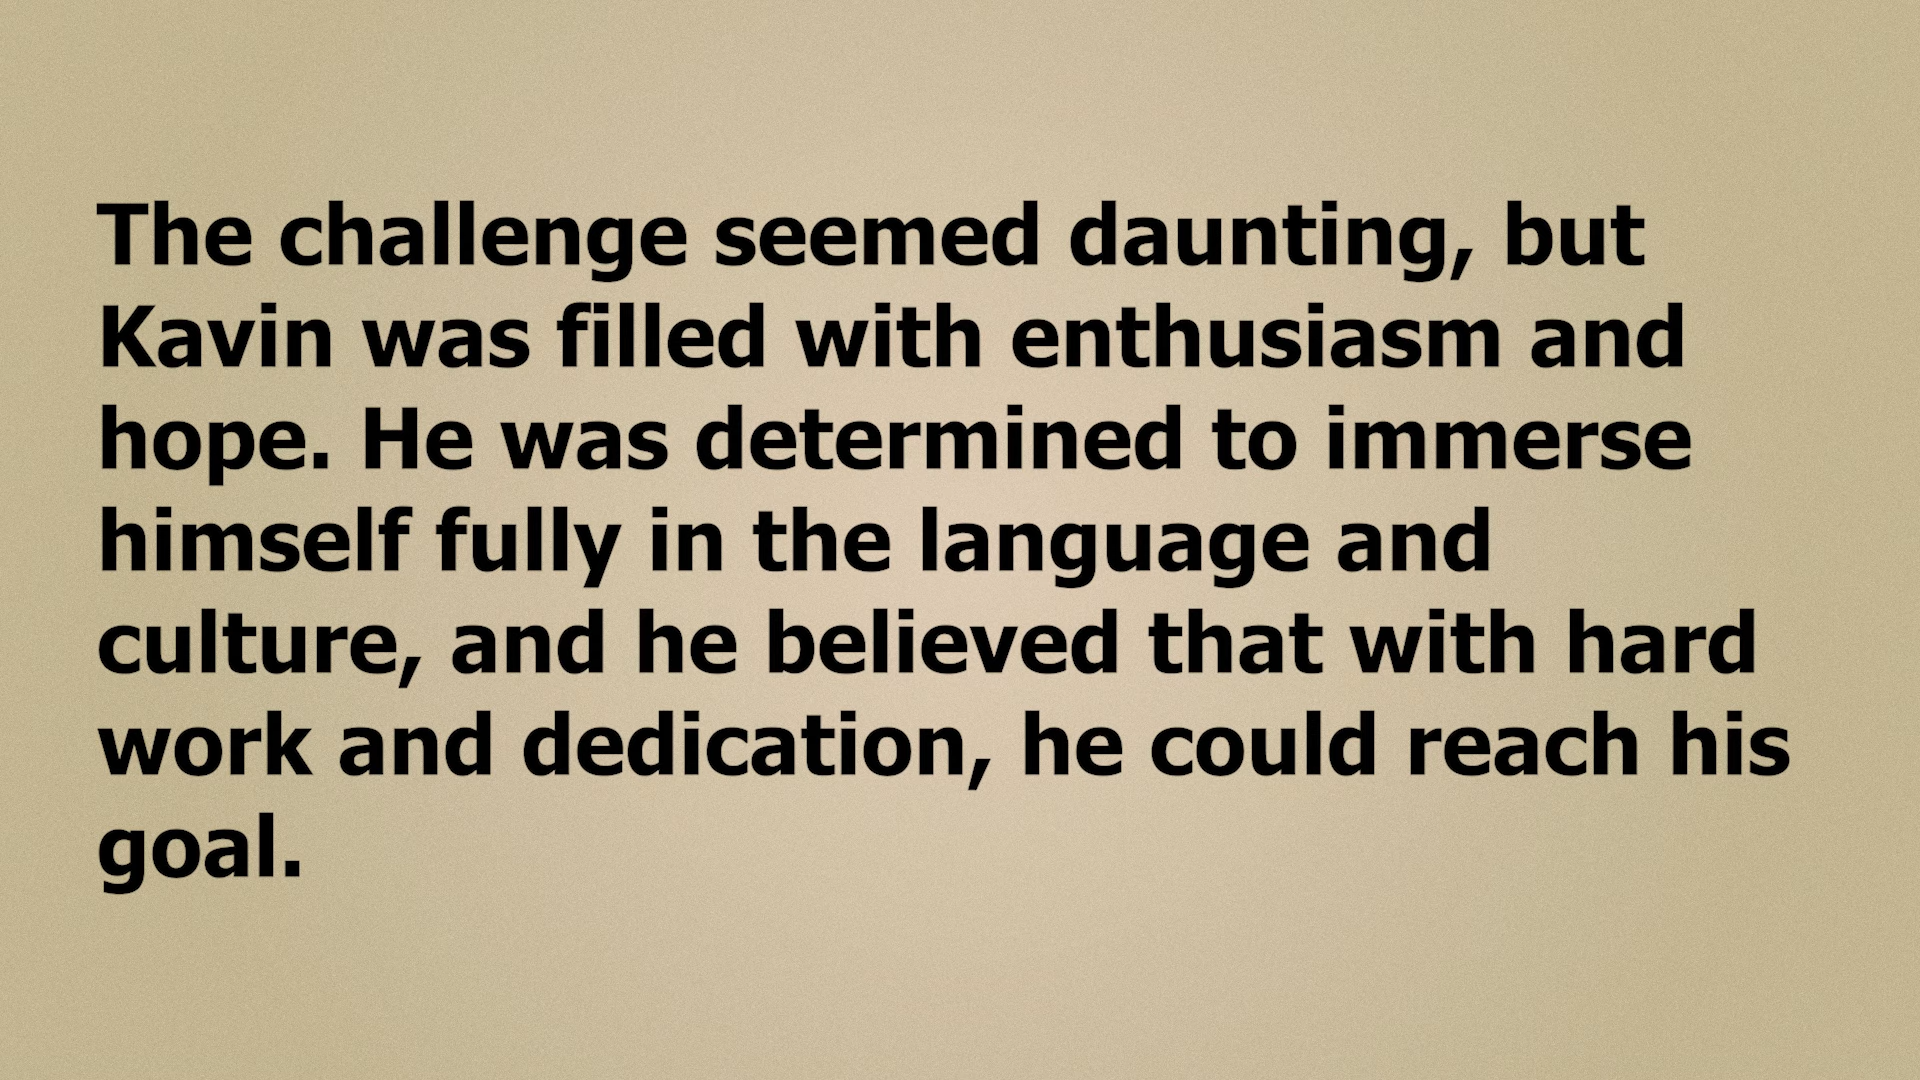 The challenge seemed daunting, but
Kavin was filled with enthusiasm and
hope. He was determined to immerse
himself fully in the language and
culture, and he believed that with hard
work and dedication, he could reach his
goal.